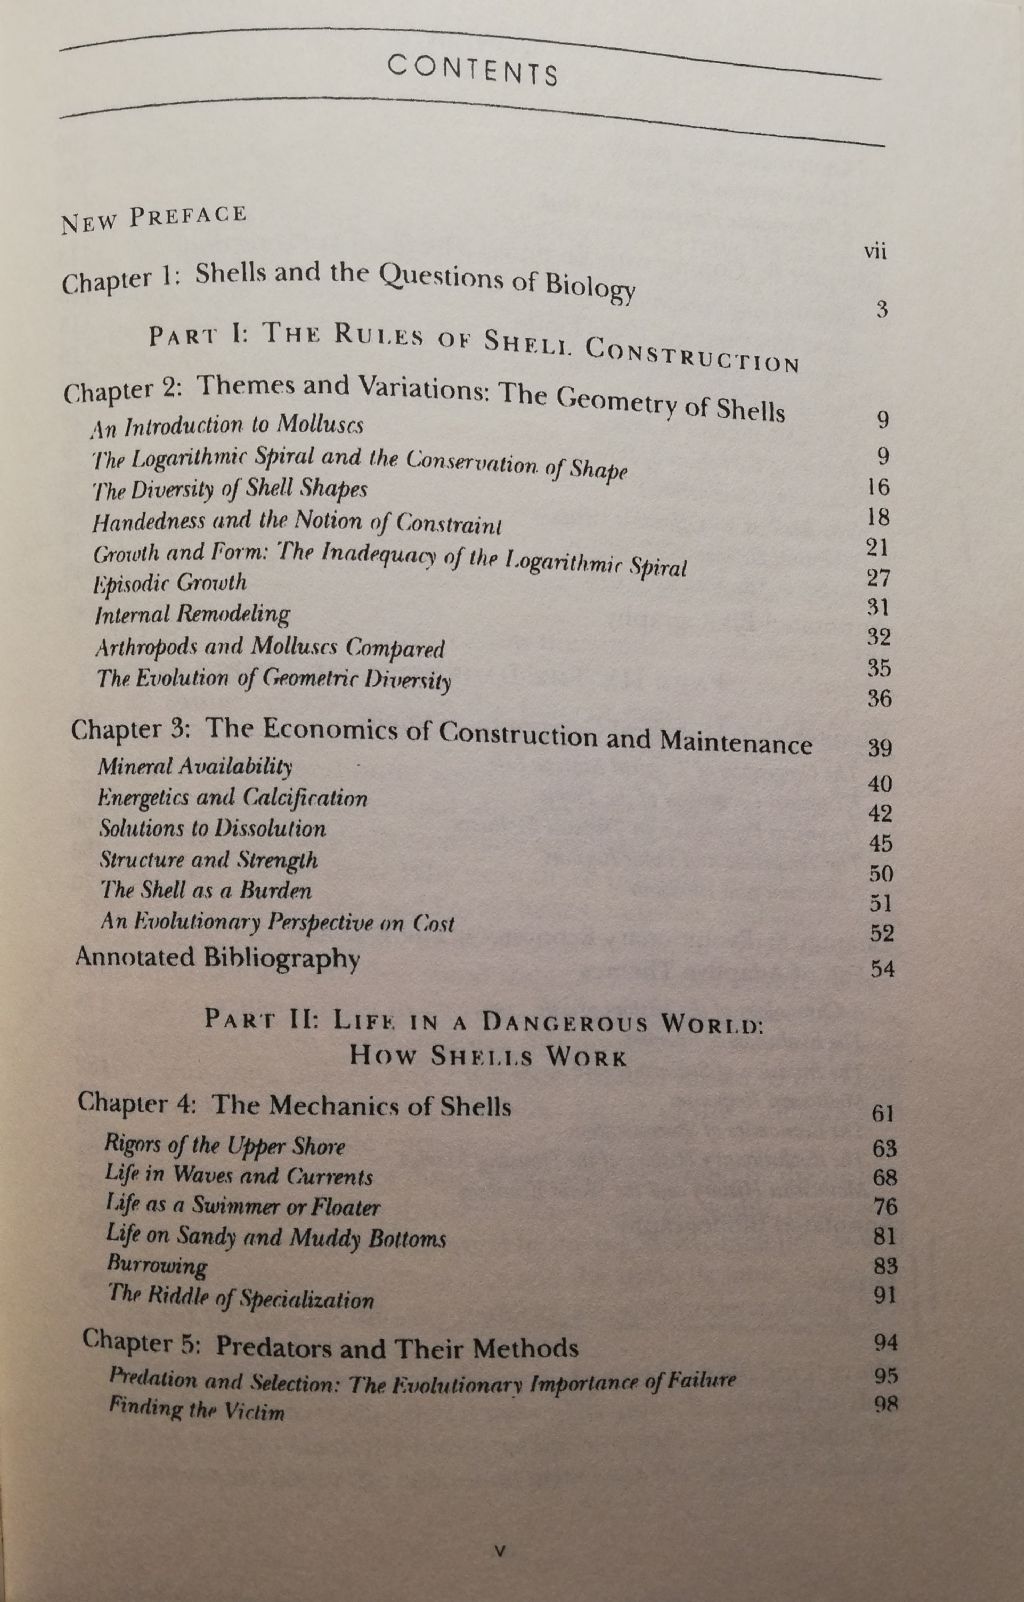 CONTENTS
NEW PREFACE vii
Chapter 1: Shells and the Questions of Biology 3
PART I: THE RULES OF SHELL CONSTRUCTION
Chapter 2: Themes and Variations: The Geometry of Shells 9
An Introduction to Molluscs 9
The Logarithmic Spiral and the Conservation of Shape 16
The Diversity of Shell Shapes 18
Handedness and the Notion of Constraint 21
Growth and Form: The Inadequacy of the Logarithmic Spiral 27
Episodic Growth 31
Internal Remodeling 32
Arthropods and Molluscs Compared 35
The Evolution of Geometric Diversity 36
Chapter 3: The Economics of Construction and Maintenance 39
Mineral Availability 40
Energetics and Calcification 42
Solutions to Dissolution 45
Structure and Strength 50
The Shell as a Burden 51
An Evolutionary Perspective on Cost 52
Annotated Bibliography 54
PART II: LIFE IN A DANGEROUS WORLD:
HOW SHELLS WORK
Chapter 4: The Mechanics of Shells 61
Rigors of the Upper Shore 63
Life in Waves and Currents 68
Life as a Swimmer or Floater 76
Life on Sandy and Muddy Bottoms 81
Burrowing 83
The Riddle of Specialization 91
Chapter 5: Predators and Their Methods 94
Predation and Selection: The Evolutionary Importance of Failure 95
Finding the Victim 98
v